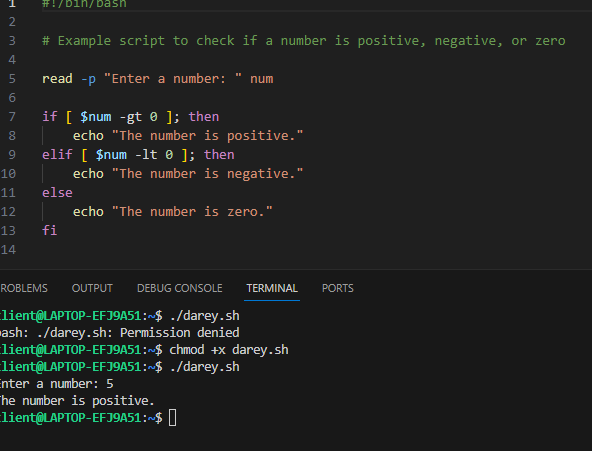 1 #!/bin/bash
2
3 # Example script to check if a number is positive, negative, or zero
4
5 read -p "Enter a number: " num
6
7 if [ $num -gt 0 ]; then
8 echo "The number is positive."
9 elif [ $num -lt 0 ]; then
10 echo "The number is negative."
11 else
12 echo "The number is zero."
13 fi
14
ROBLEMS OUTPUT DEBUG CONSOLE TERMINAL PORTS
lient@LAPTOP-EFJ9A51:~$ ./darey.sh
bash: ./darey.sh: Permission denied
lient@LAPTOP-EFJ9A51:~$ chmod +x darey.sh
lient@LAPTOP-EFJ9A51:~$ ./darey.sh
Enter a number: 5
The number is positive.
lient@LAPTOP-EFJ9A51:~$